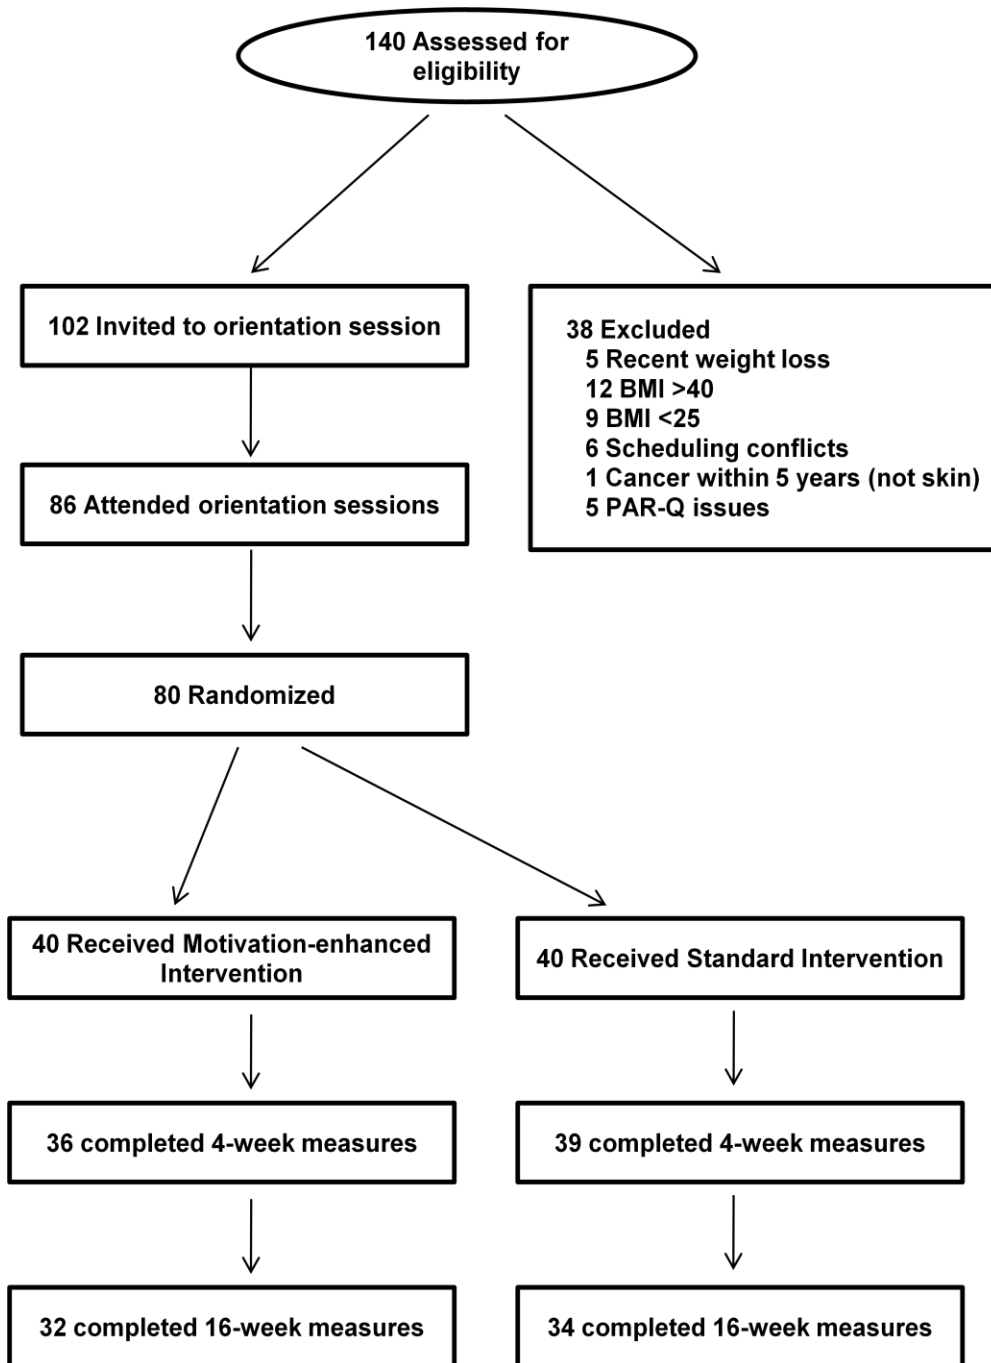 140 Assessed for
eligibility
102 Invited to orientation session
38 Excluded
5 Recent weight loss
12 BMI >40
9 BMI <25
6 Scheduling conflicts
1 Cancer within 5 years (not skin)
5 PAR-Q issues
86 Attended orientation sessions
80 Randomized
40 Received Motivation-enhanced
Intervention
40 Received Standard Intervention
36 completed 4-week measures
39 completed 4-week measures
32 completed 16-week measures
34 completed 16-week measures